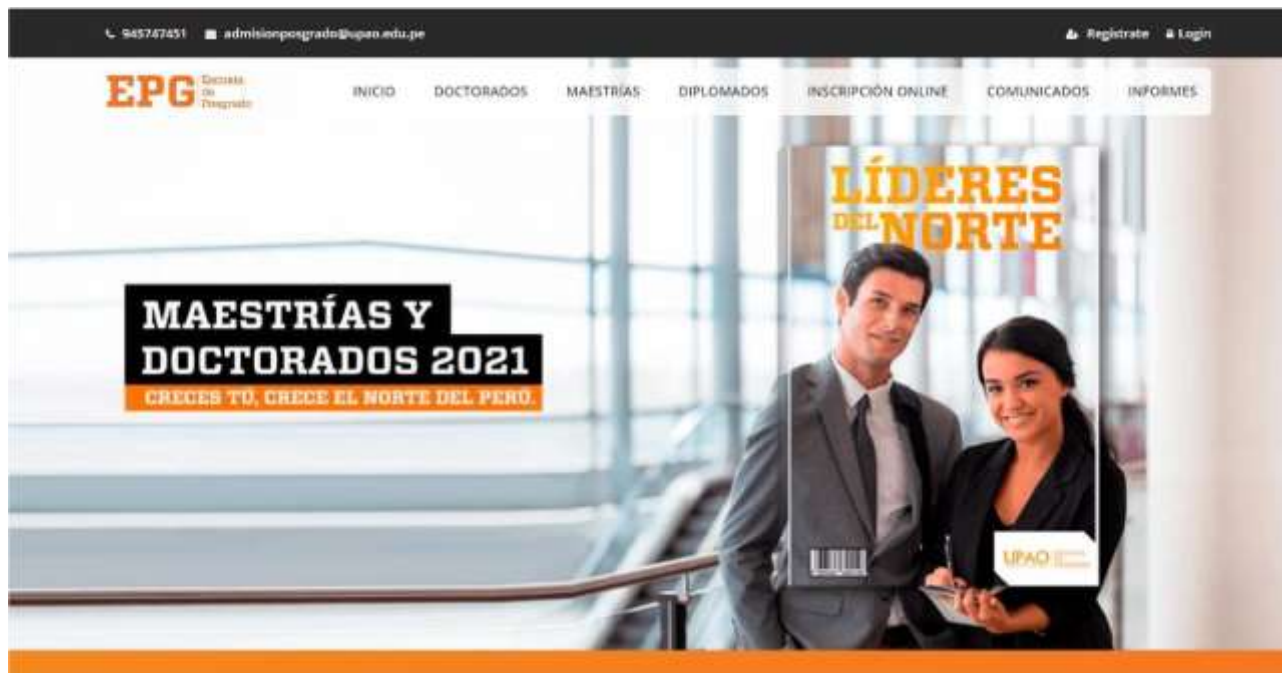 945747451 admisionposgrado@upao.edu.pe Registrate Login
EPG Escuela de Posgrado
INICIO DOCTORADOS MAESTRÍAS DIPLOMADOS INSCRIPCIÓN ONLINE COMUNICADOS INFORMES
LÍDERES
DEL NORTE
MAESTRÍAS Y
DOCTORADOS 2021
CRECES TÚ, CRECE EL NORTE DEL PERÚ.
UPAO